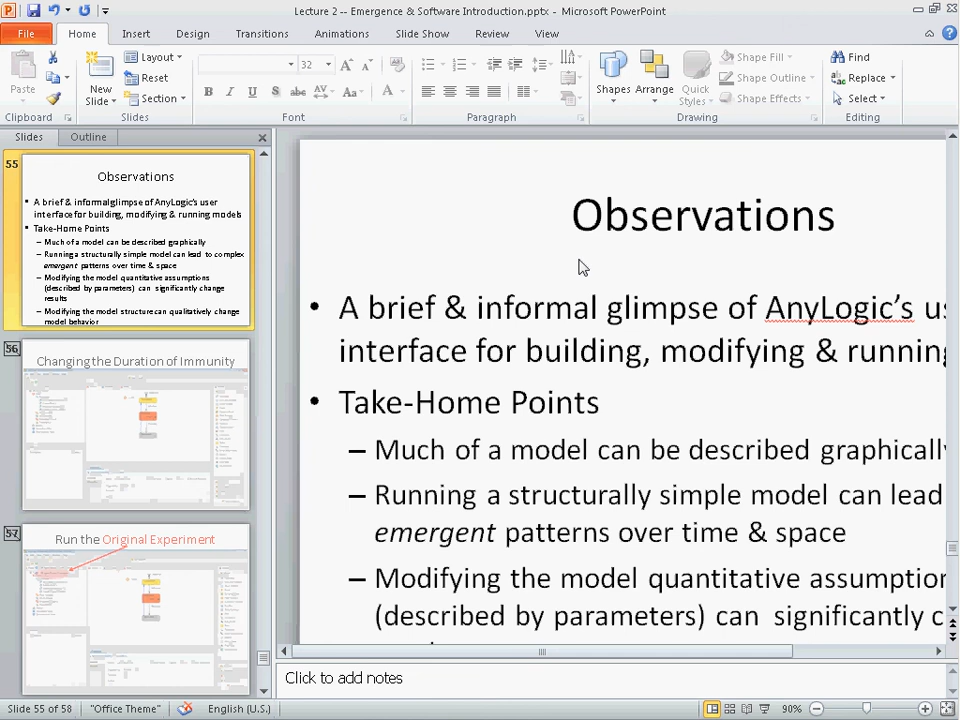 Lecture 2 -- Emergence & Software Introduction.pptx - Microsoft PowerPoint
File Home Insert Design Transitions Animations Slide Show Review View
Layout
Reset
Section
Paste
New
Slide
32
Shapes
Arrange
Quick
Styles
Shape Fill
Shape Outline
Shape Effects
Find
Replace
Select
Clipboard Slides Font Paragraph Drawing Editing
Slides Outline
55
Observations
• A brief & informal glimpse of AnyLogic's user
interface for building, modifying & running models
• Take-Home Points
– Much of a model can be described graphically
– Running a structurally simple model can lead to complex
emergent patterns over time & space
– Modifying the model quantitative assumptions
(described by parameters) can significantly change
results
– Modifying the model structure can qualitatively change
model behavior
56
Changing the Duration of Immunity
57
Run the Original Experiment
Observations
• A brief & informal glimpse of AnyLogic's us
interface for building, modifying & running
• Take-Home Points
– Much of a model can be described graphically
– Running a structurally simple model can lead
emergent patterns over time & space
– Modifying the model quantitative assumption
(described by parameters) can significantly c
Click to add notes
Slide 55 of 58 "Office Theme" English (U.S.) 90%